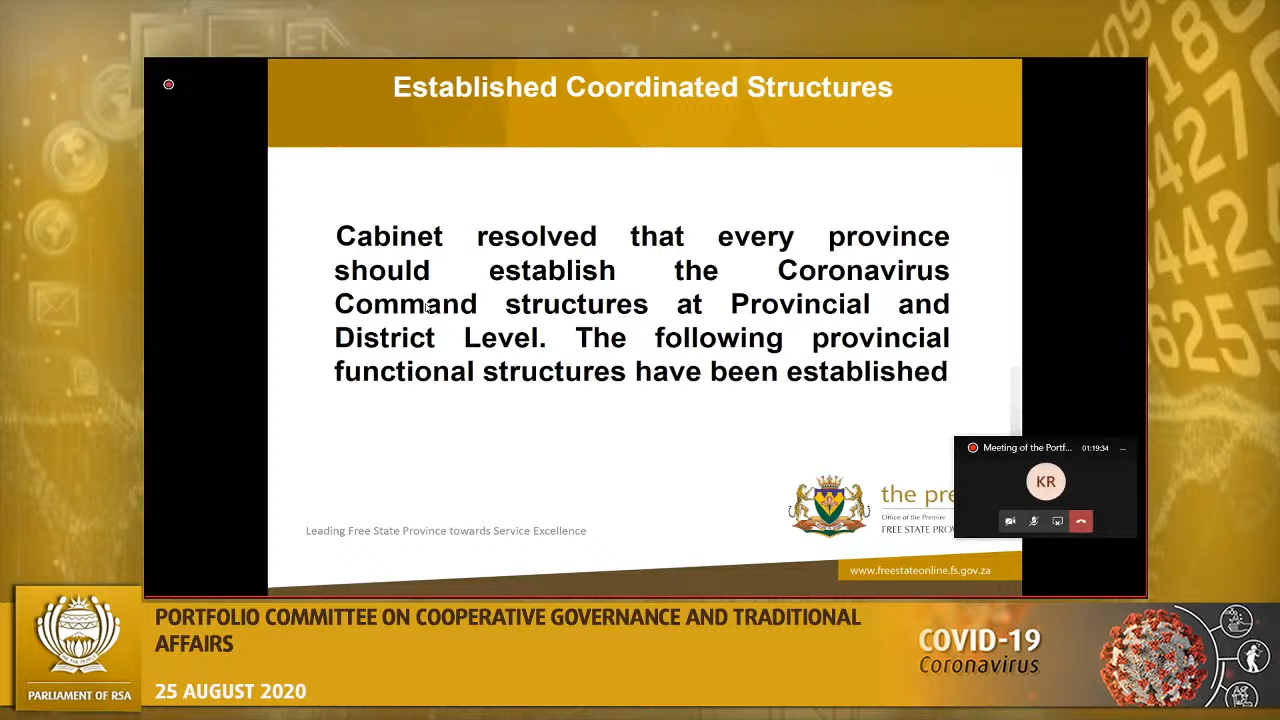 Established Coordinated Structures
Cabinet resolved that every province
should establish the Coronavirus
Command structures at Provincial and
District Level. The following provincial
functional structures have been established
Meeting of the Portf... 01:19:34 ...
KR
the pre
Office of the Premier
FREE STATE PROV
Leading Free State Province towards Service Excellence
www.freestateonline.fs.gov.za
PORTFOLIO COMMITTEE ON COOPERATIVE GOVERNANCE AND TRADITIONAL
AFFAIRS
25 AUGUST 2020
PARLIAMENT OF RSA
COVID-19
Coronavirus